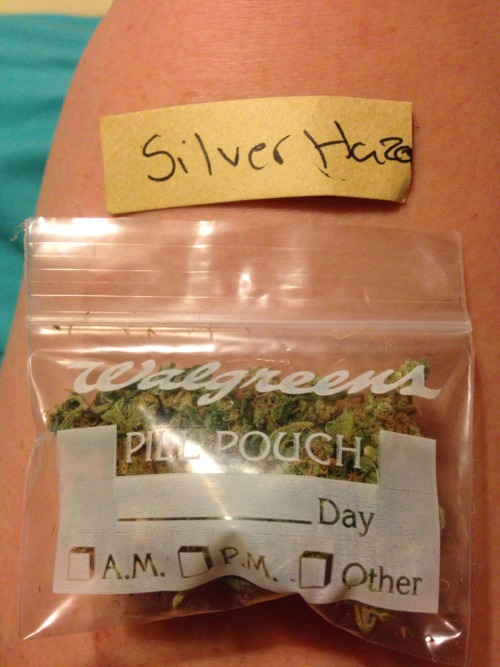 Silver Haze
Walgreens
PILL POUCH
Day
A.M. P.M. Other